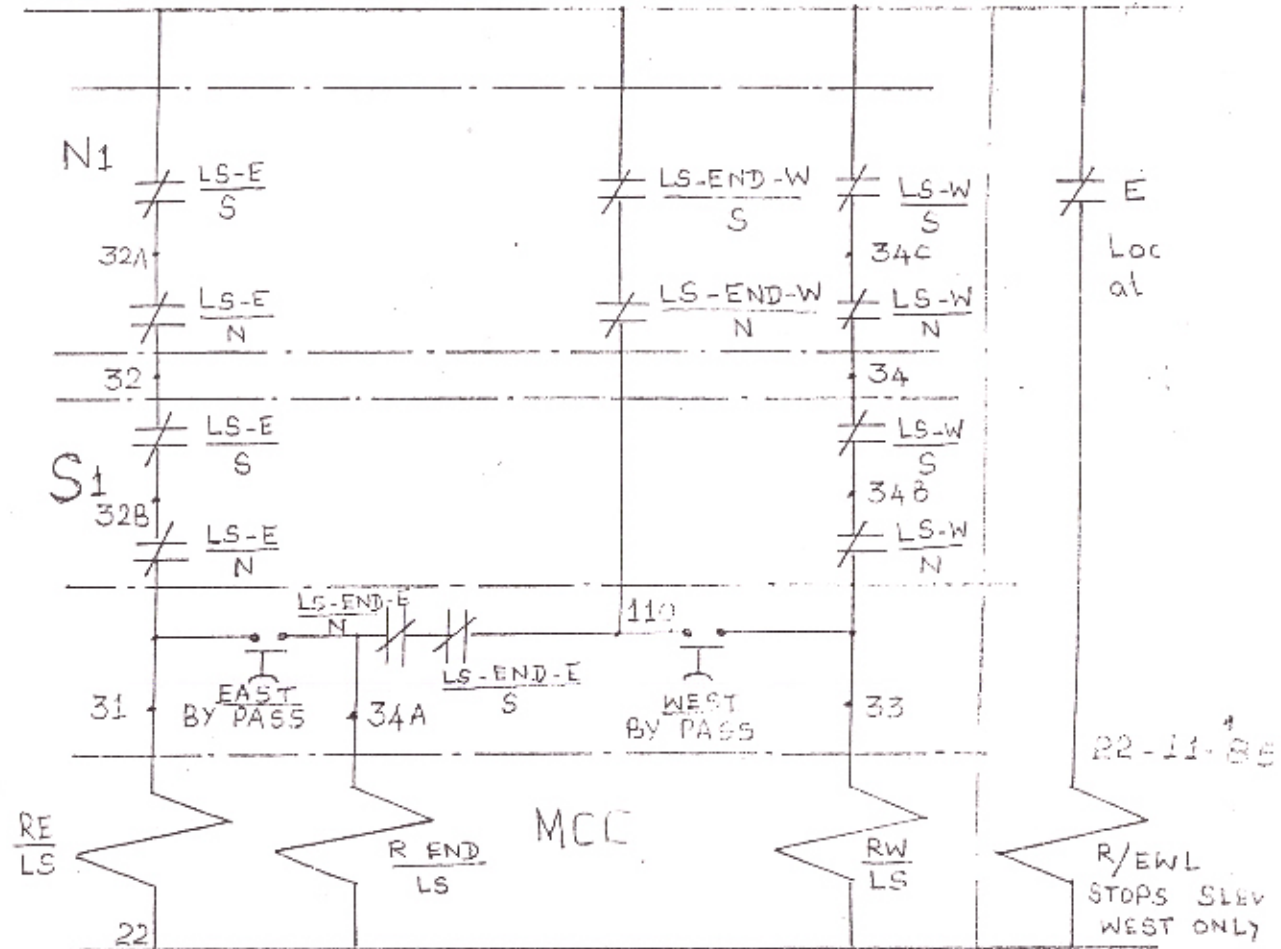 N1
LS-E
S
LS-END-W
S
LS-W
S
E
32A
34C
Loc
at
LS-E
N
LS-END-W
N
LS-W
N
32
34
LS-E
S
LS-W
S
S1
32B
34B
LS-E
N
LS-W
N
LS-END-E
N
110
LS-END-E
S
EAST
BY PASS
WEST
BY PASS
31
34A
33
MCC
RE
LS
R END
LS
RW
LS
R/EWL
STOPS
WEST ONLY
22